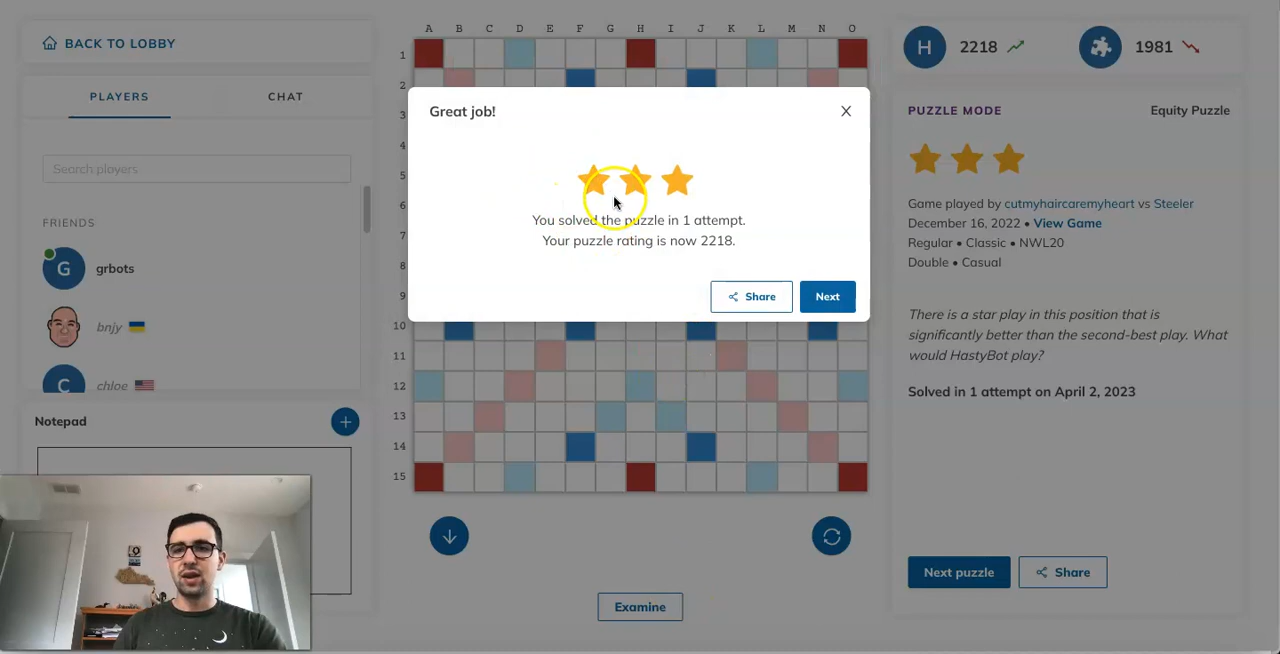 BACK TO LOBBY
PLAYERS CHAT
Search players
FRIENDS
G grbots
bnjy
C chloe
Notepad
A B C D E F G H I J K L M N O
1
2
3
4
5
6
7
8
9
10
11
12
13
14
15
Great job!
You solved the puzzle in 1 attempt.
Your puzzle rating is now 2218.
Share Next
Examine
H 2218 1981
PUZZLE MODE Equity Puzzle
Game played by cutmyhaircaremyheart vs Steeler
December 16, 2022 • View Game
Regular • Classic • NWL20
Double • Casual
There is a star play in this position that is
significantly better than the second-best play. What
would HastyBot play?
Solved in 1 attempt on April 2, 2023
Next puzzle Share